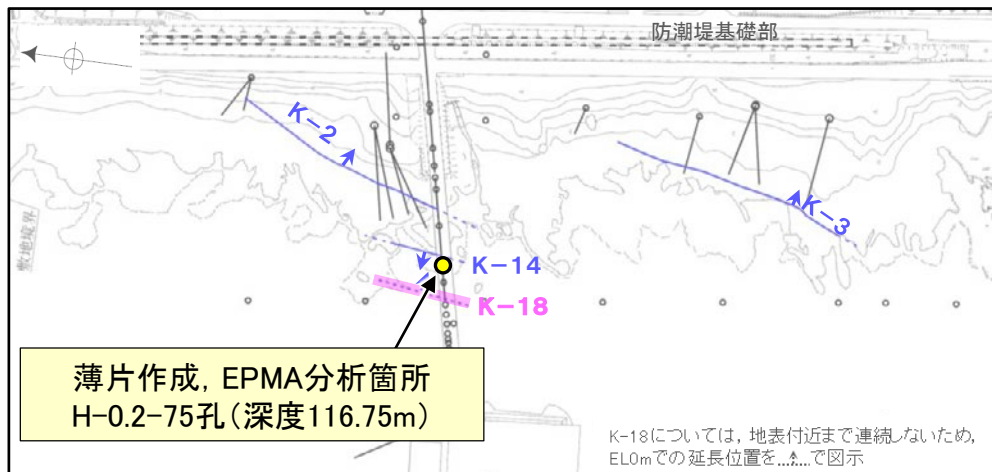 防潮堤基礎部
K-2
K-3
敷地境界
K-14
K-18
薄片作成, EPMA分析箇所
H-0.2-75孔(深度116.75m)
K-18については, 地表付近まで連続しないため,
EL0mでの延長位置を......で図示